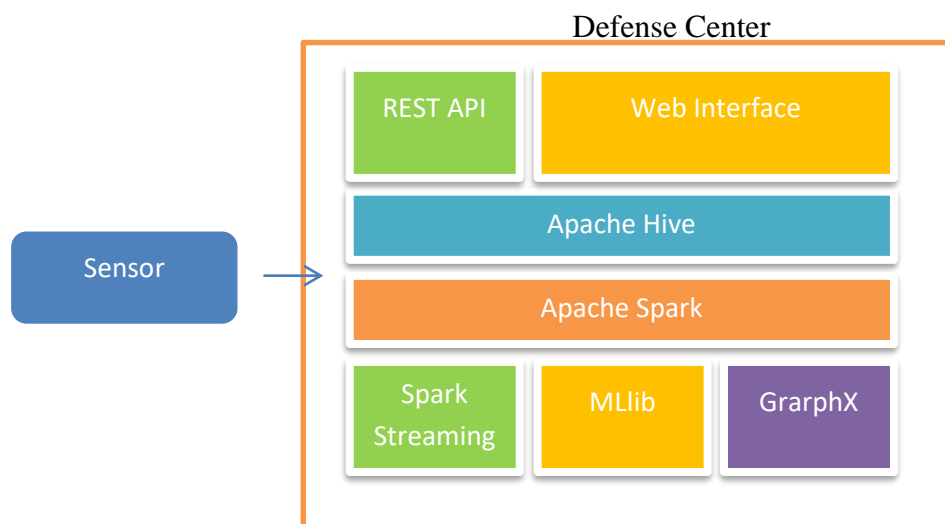 Defense Center
REST API
Web Interface
Apache Hive
Sensor
Apache Spark
Spark
Streaming
MLlib
GrarphX